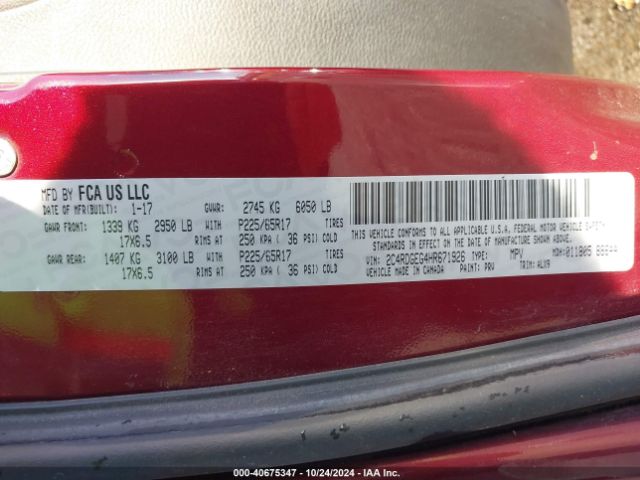 MFD BY FCA US LLC
DATE OF MFR(BUILT): 1-17 GVWR: 2745 KG 6050 LB
GAWR FRONT: 1339 KG 2950 LB WITH P225/65R17 TIRES
17X6.5 RIMS AT 250 KPA ( 36 PSI) COLD
GAWR REAR: 1407 KG 3100 LB WITH P225/65R17 TIRES
17X6.5 RIMS AT 250 KPA ( 36 PSI) COLD
THIS VEHICLE CONFORMS TO ALL APPLICABLE U.S.A. FEDERAL MOTOR VEHICLE SAFETY
STANDARDS IN EFFECT ON THE DATE OF MANUFACTURE SHOWN ABOVE.
VIN: 2C4RDGEG4HR671926 TYPE: MPV MDH: 011805
VEHICLE MADE IN CANADA PAINT: PRV TRIM: ALX9
000-40675347 - 10/24/2024 - IAA Inc.